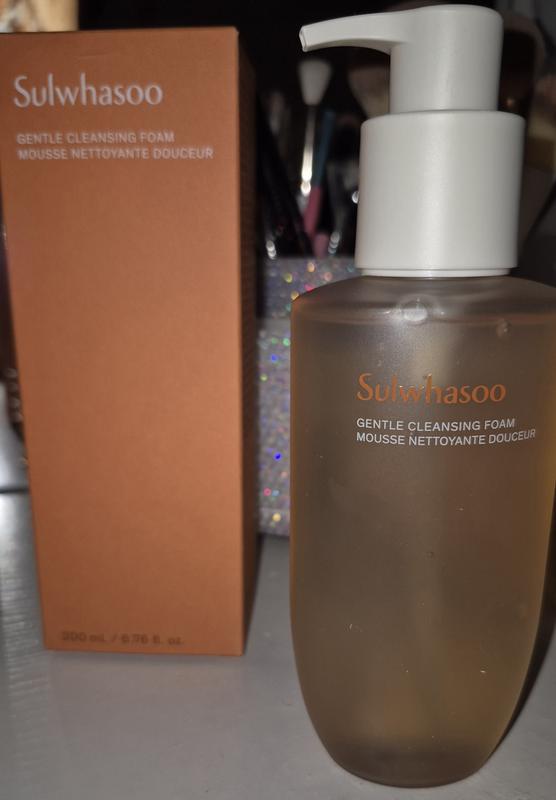 Sulwhasoo
GENTLE CLEANSING FOAM
MOUSSE NETTOYANTE DOUCEUR
200 mL / 6.76 fl. oz.
Sulwhasoo
GENTLE CLEANSING FOAM
MOUSSE NETTOYANTE DOUCEUR